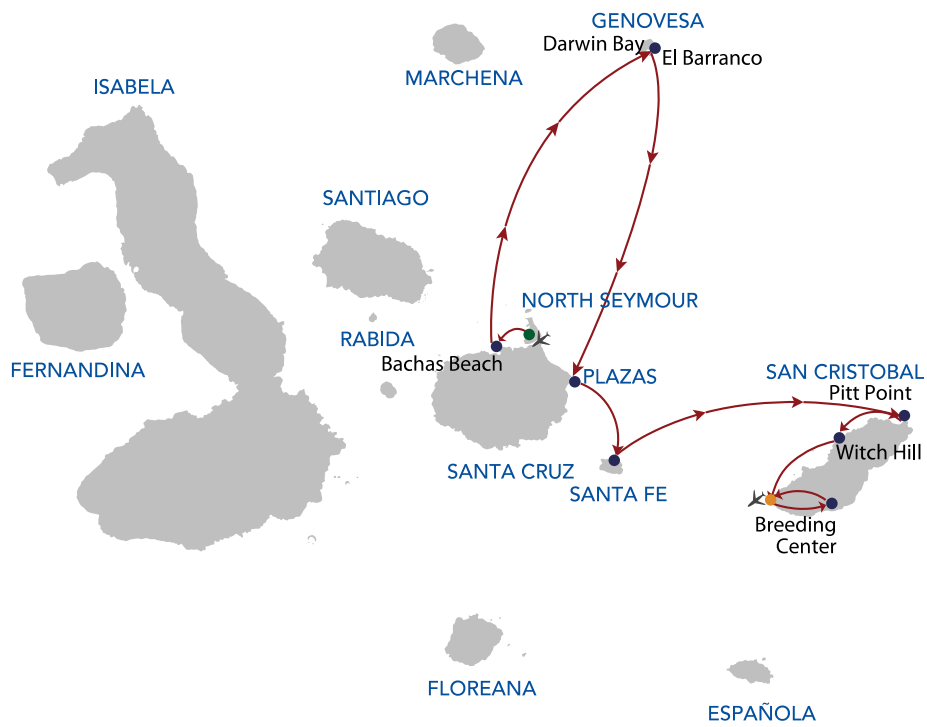 GENOVESA
Darwin Bay
El Barranco
MARCHENA
ISABELA
SANTIAGO
NORTH SEYMOUR
RABIDA
Bachas Beach
FERNANDINA
PLAZAS
SAN CRISTOBAL
Pitt Point
Witch Hill
SANTA CRUZ
SANTA FE
Breeding
Center
FLOREANA
ESPAÑOLA